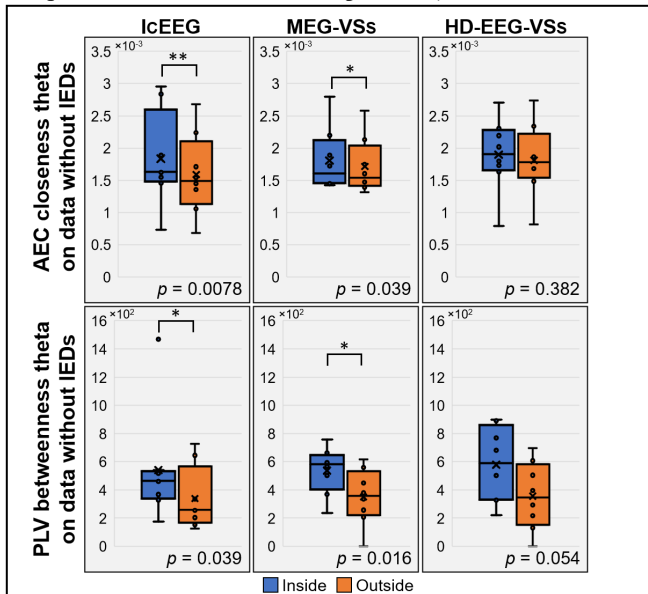 IcEEG MEG-VSs HD-EEG-VSs
AEC closeness theta
on data without IEDs
3.5 ×10⁻³ 3.5 ×10⁻³ 3.5 ×10⁻³
** *
3 3 3
2.5 2.5 2.5
2 2 2
1.5 1.5 1.5
1 1 1
0.5 0.5 0.5
0 0 0
p = 0.0078 p = 0.039 p = 0.382
PLV betweenness theta
on data without IEDs
16 ×10² 16 ×10² 16 ×10²
* *
14 14 14
12 12 12
10 10 10
8 8 8
6 6 6
4 4 4
2 2 2
0 0 0
p = 0.039 p = 0.016 p = 0.054
Inside Outside